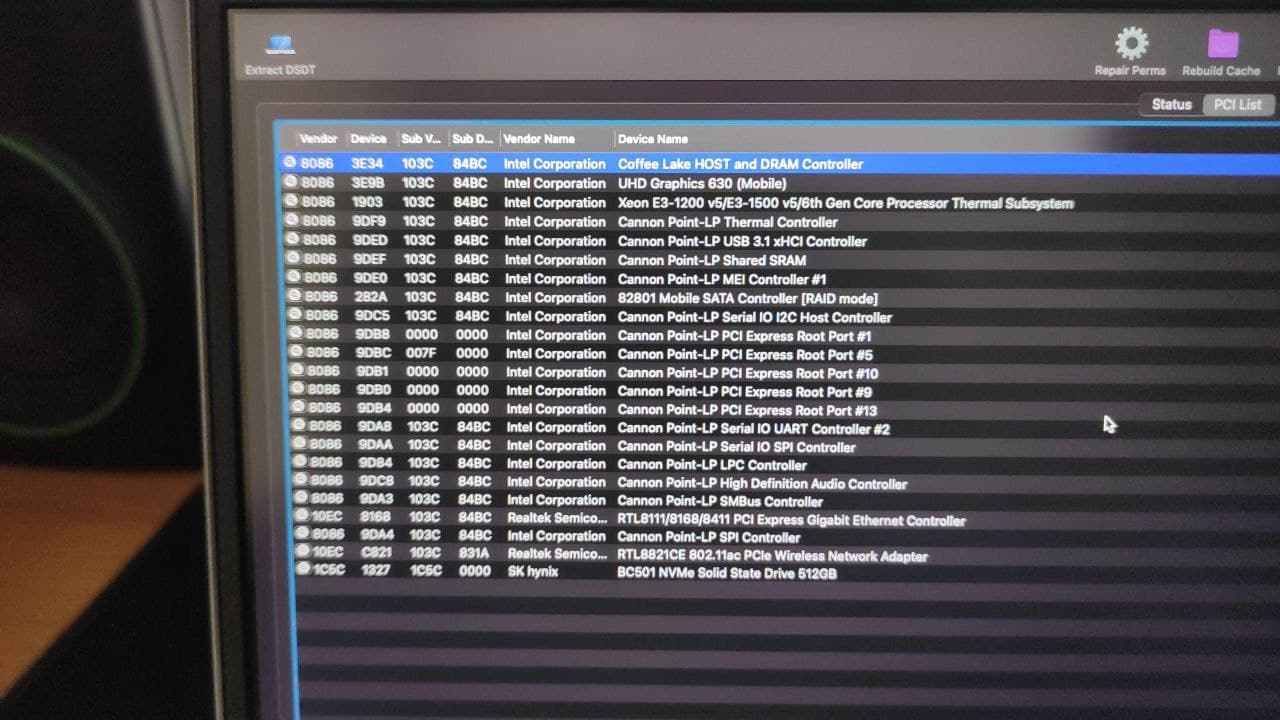 Extract DSDT
Repair Perms Rebuild Cache
Status PCI List
Vendor Device Sub V... Sub D... Vendor Name Device Name
8086 3E34 103C 84BC Intel Corporation Coffee Lake HOST and DRAM Controller
8086 3E9B 103C 84BC Intel Corporation UHD Graphics 630 (Mobile)
8086 1903 103C 84BC Intel Corporation Xeon E3-1200 v5/E3-1500 v5/6th Gen Core Processor Thermal Subsystem
8086 9DF9 103C 84BC Intel Corporation Cannon Point-LP Thermal Controller
8086 9DED 103C 84BC Intel Corporation Cannon Point-LP USB 3.1 xHCI Controller
8086 9DEF 103C 84BC Intel Corporation Cannon Point-LP Shared SRAM
8086 9DE0 103C 84BC Intel Corporation Cannon Point-LP MEI Controller #1
8086 282A 103C 84BC Intel Corporation 82801 Mobile SATA Controller [RAID mode]
8086 9DC5 103C 84BC Intel Corporation Cannon Point-LP Serial IO I2C Host Controller
8086 9DB8 0000 0000 Intel Corporation Cannon Point-LP PCI Express Root Port #1
8086 9DBC 007F 0000 Intel Corporation Cannon Point-LP PCI Express Root Port #5
8086 9DB1 0000 0000 Intel Corporation Cannon Point-LP PCI Express Root Port #10
8086 9DB0 0000 0000 Intel Corporation Cannon Point-LP PCI Express Root Port #9
8086 9DB4 0000 0000 Intel Corporation Cannon Point-LP PCI Express Root Port #13
8086 9DA8 103C 84BC Intel Corporation Cannon Point-LP Serial IO UART Controller #2
8086 9DAA 103C 84BC Intel Corporation Cannon Point-LP Serial IO SPI Controller
8086 9D84 103C 84BC Intel Corporation Cannon Point-LP LPC Controller
8086 9DC8 103C 84BC Intel Corporation Cannon Point-LP High Definition Audio Controller
8086 9DA3 103C 84BC Intel Corporation Cannon Point-LP SMBus Controller
10EC 8168 103C 84BC Realtek Semico... RTL8111/8168/8411 PCI Express Gigabit Ethernet Controller
8086 9DA4 103C 84BC Intel Corporation Cannon Point-LP SPI Controller
10EC C821 103C 831A Realtek Semico... RTL8821CE 802.11ac PCIe Wireless Network Adapter
1C5C 1327 1C5C 0000 SK hynix BC501 NVMe Solid State Drive 512GB